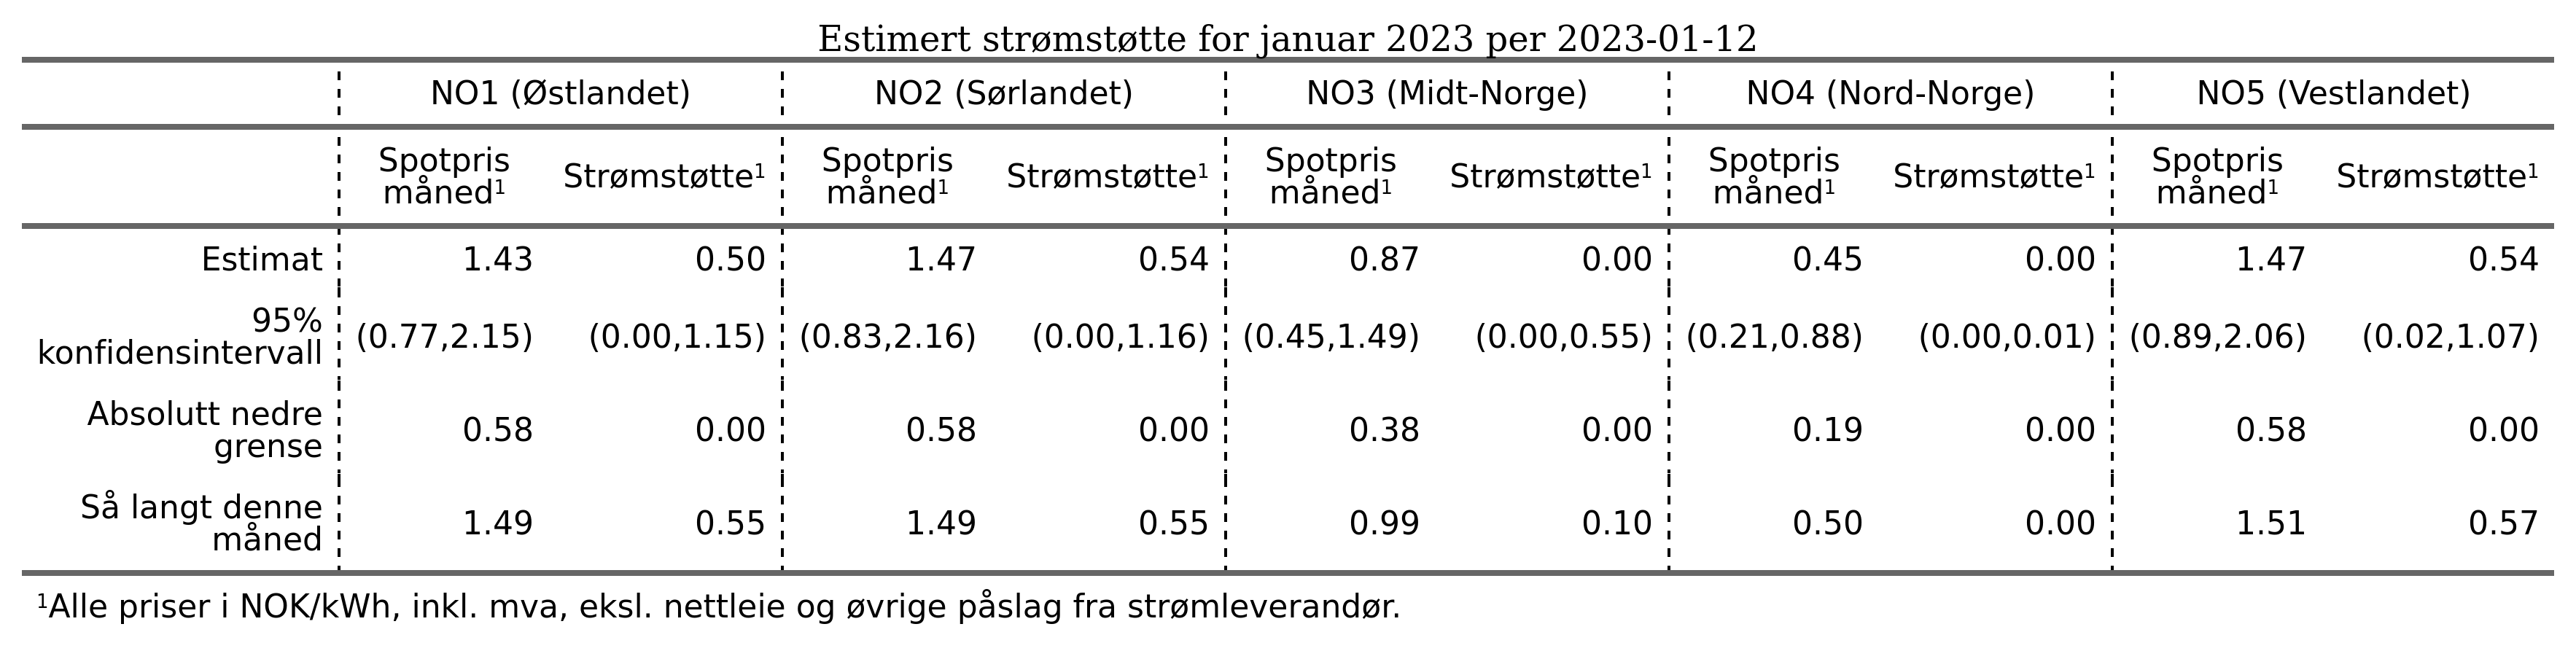 Estimert strømstøtte for januar 2023 per 2023-01-12
NO1 (Østlandet) NO2 (Sørlandet) NO3 (Midt-Norge) NO4 (Nord-Norge) NO5 (Vestlandet)
Spotpris måned¹ Strømstøtte¹ Spotpris måned¹ Strømstøtte¹ Spotpris måned¹ Strømstøtte¹ Spotpris måned¹ Strømstøtte¹ Spotpris måned¹ Strømstøtte¹
Estimat 1.43 0.50 1.47 0.54 0.87 0.00 0.45 0.00 1.47 0.54
95% konfidensintervall (0.77,2.15) (0.00,1.15) (0.83,2.16) (0.00,1.16) (0.45,1.49) (0.00,0.55) (0.21,0.88) (0.00,0.01) (0.89,2.06) (0.02,1.07)
Absolutt nedre grense 0.58 0.00 0.58 0.00 0.38 0.00 0.19 0.00 0.58 0.00
Så langt denne måned 1.49 0.55 1.49 0.55 0.99 0.10 0.50 0.00 1.51 0.57
¹Alle priser i NOK/kWh, inkl. mva, eksl. nettleie og øvrige påslag fra strømleverandør.